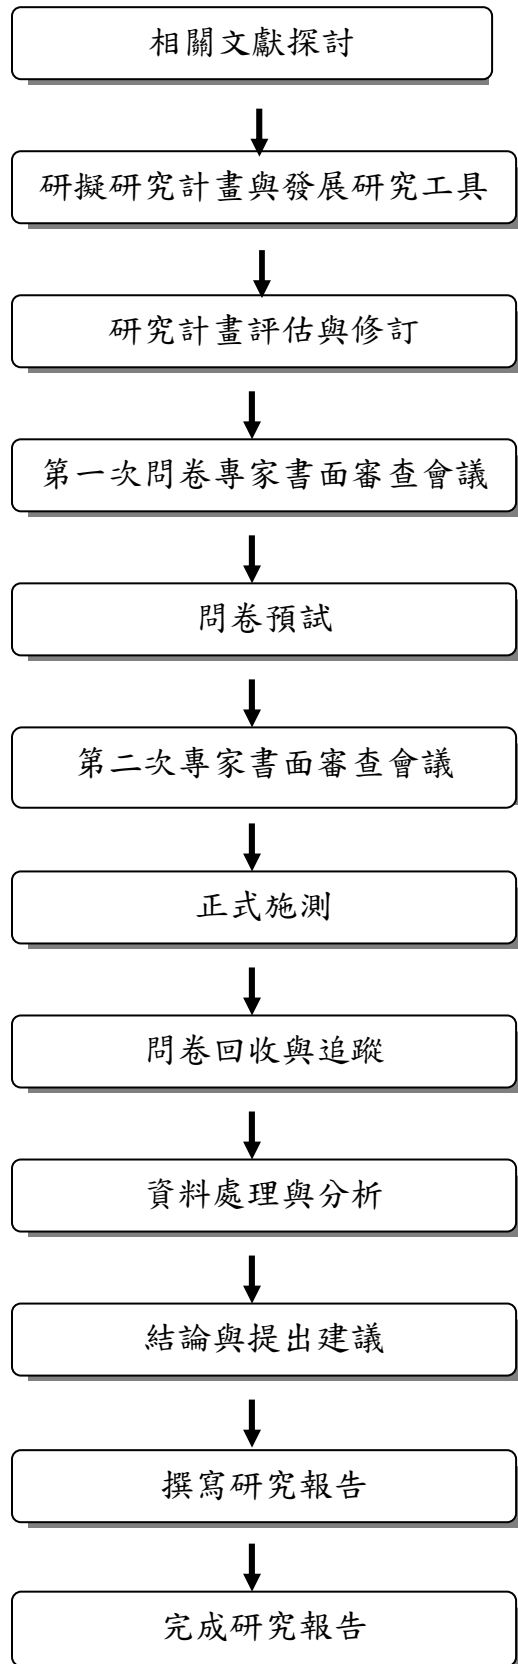 相關文獻探討
研擬研究計畫與發展研究工具
研究計畫評估與修訂
第一次問卷專家書面審查會議
問卷預試
第二次專家書面審查會議
正式施測
問卷回收與追蹤
資料處理與分析
結論與提出建議
撰寫研究報告
完成研究報告